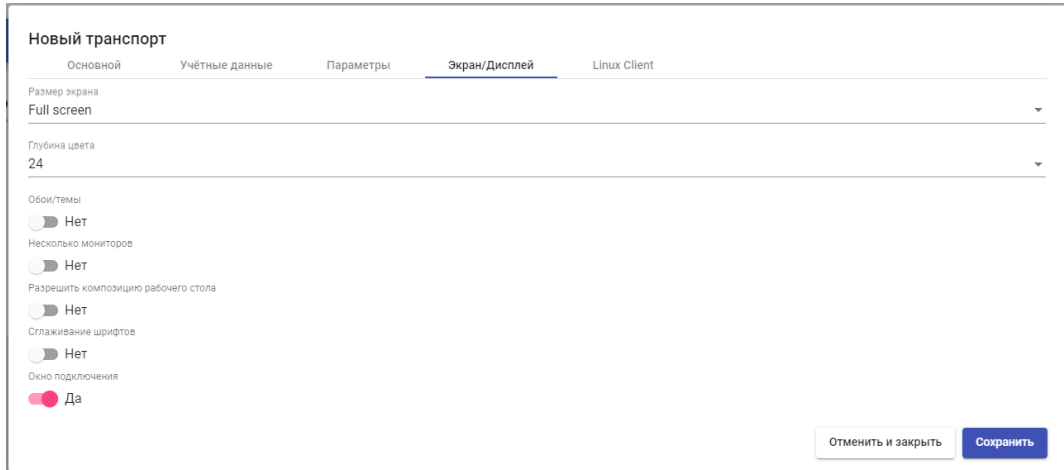 Новый транспорт
Основной Учётные данные Параметры Экран/Дисплей Linux Client
Размер экрана
Full screen
Глубина цвета
24
Обои/темы
Нет
Несколько мониторов
Нет
Разрешить композицию рабочего стола
Нет
Сглаживание шрифтов
Нет
Окно подключения
Да
Отменить и закрыть Сохранить